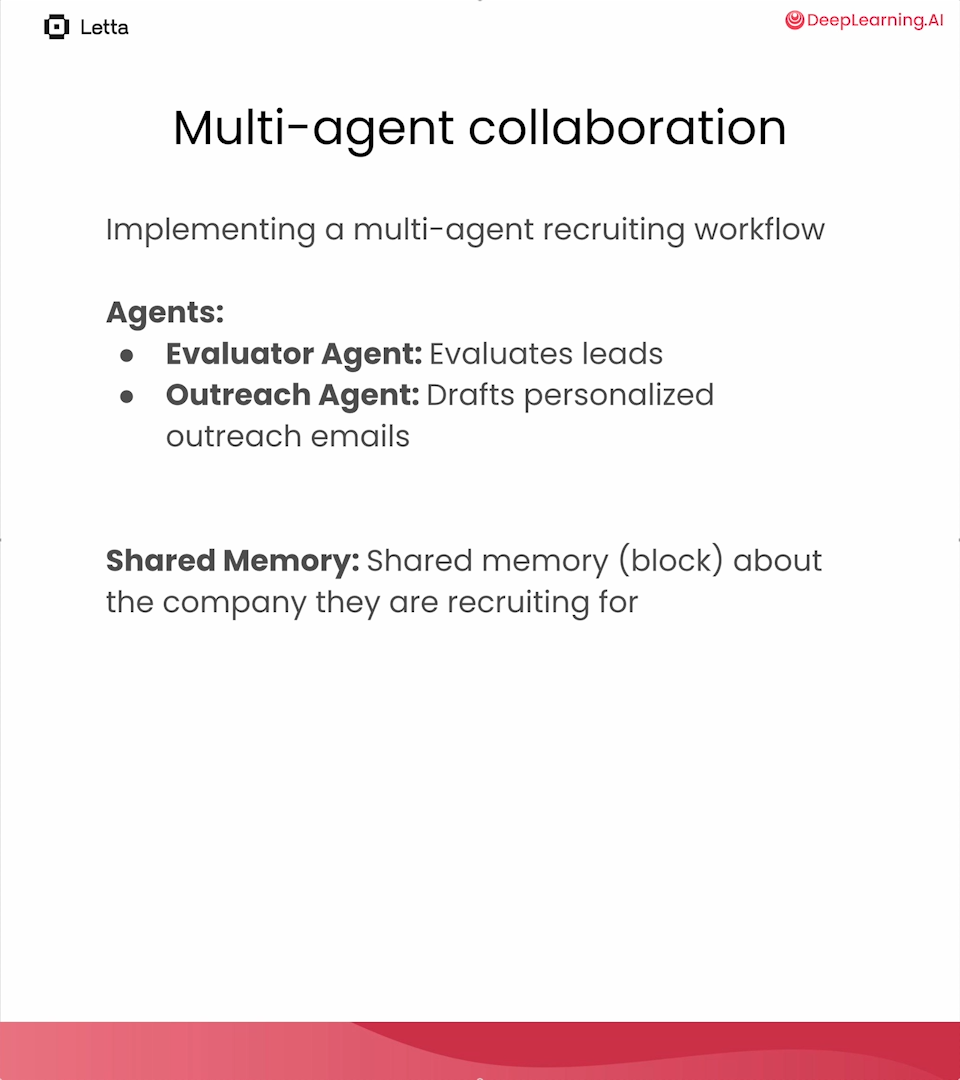 Letta
DeepLearning.AI
Multi-agent collaboration
Implementing a multi-agent recruiting workflow
Agents:
● Evaluator Agent: Evaluates leads
● Outreach Agent: Drafts personalized
outreach emails
Shared Memory: Shared memory (block) about
the company they are recruiting for